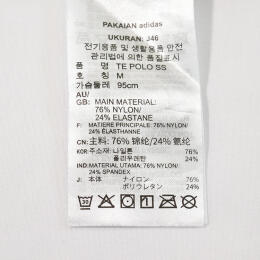 PAKAIAN adidas
UKURAN: J46
전기용품 및 생활용품 안전
관리법에 의한 품질표시
품 명 TE POLO SS
호 칭 M
가슴둘레 95cm
AU/
GB: MAIN MATERIAL:
76% NYLON/
24% ELASTANE
F: MATIERE PRINCIPALE: 76% NYLON/
24% ELASTHANNE
CN: 主料: 76% 锦纶/24% 氨纶
KOR: 주소재: 나일론 76%
폴리우레탄 24%
IND: MATERIAL UTAMA: 76% NYLON/
24% SPANDEX
J: 本体 ナイロン 76%
ポリウレタン 24%
30